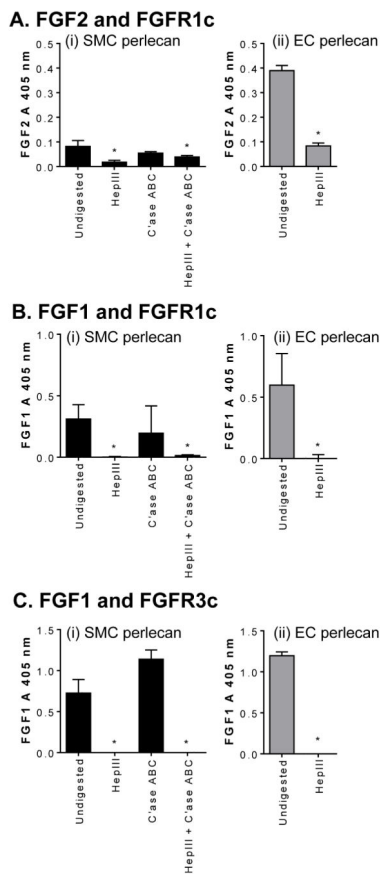 A. FGF2 and FGFR1c
(i) SMC perlecan
(ii) EC perlecan
FGF2 A 405 nm
0.5
0.4
0.3
0.2
0.1
0.0
*
*
Undigested
HepIII
C'ase ABC
HepIII + C'ase ABC
FGF2 A 405 nm
0.5
0.4
0.3
0.2
0.1
0.0
*
Undigested
HepIII
B. FGF1 and FGFR1c
(i) SMC perlecan
(ii) EC perlecan
FGF1 A 405 nm
1.0
0.5
0.0
*
*
Undigested
HepIII
C'ase ABC
HepIII + C'ase ABC
FGF1 A 405 nm
1.0
0.5
0.0
*
Undigested
HepIII
C. FGF1 and FGFR3c
(i) SMC perlecan
(ii) EC perlecan
FGF1 A 405 nm
1.5
1.0
0.5
0.0
*
*
Undigested
HepIII
C'ase ABC
HepIII + C'ase ABC
FGF1 A 405 nm
1.5
1.0
0.5
0.0
*
Undigested
HepIII